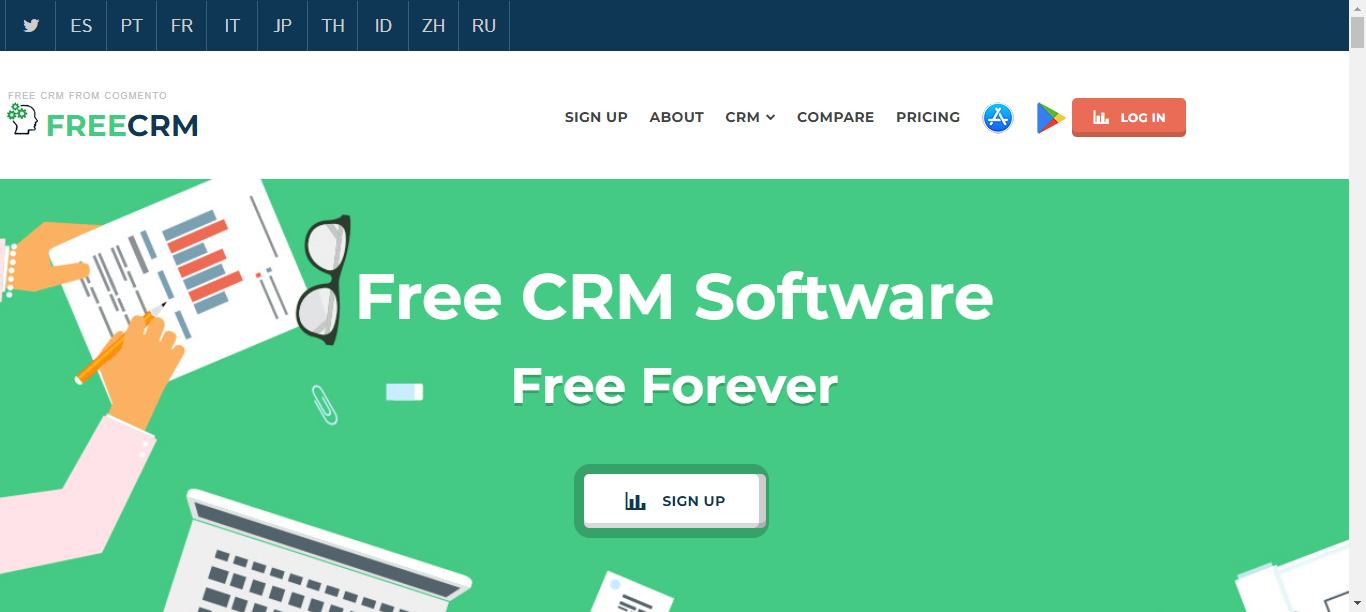 ES PT FR IT JP TH ID ZH RU
FREE CRM FROM COGMENTO
FREECRM
SIGN UP ABOUT CRM COMPARE PRICING LOG IN
Free CRM Software
Free Forever
SIGN UP